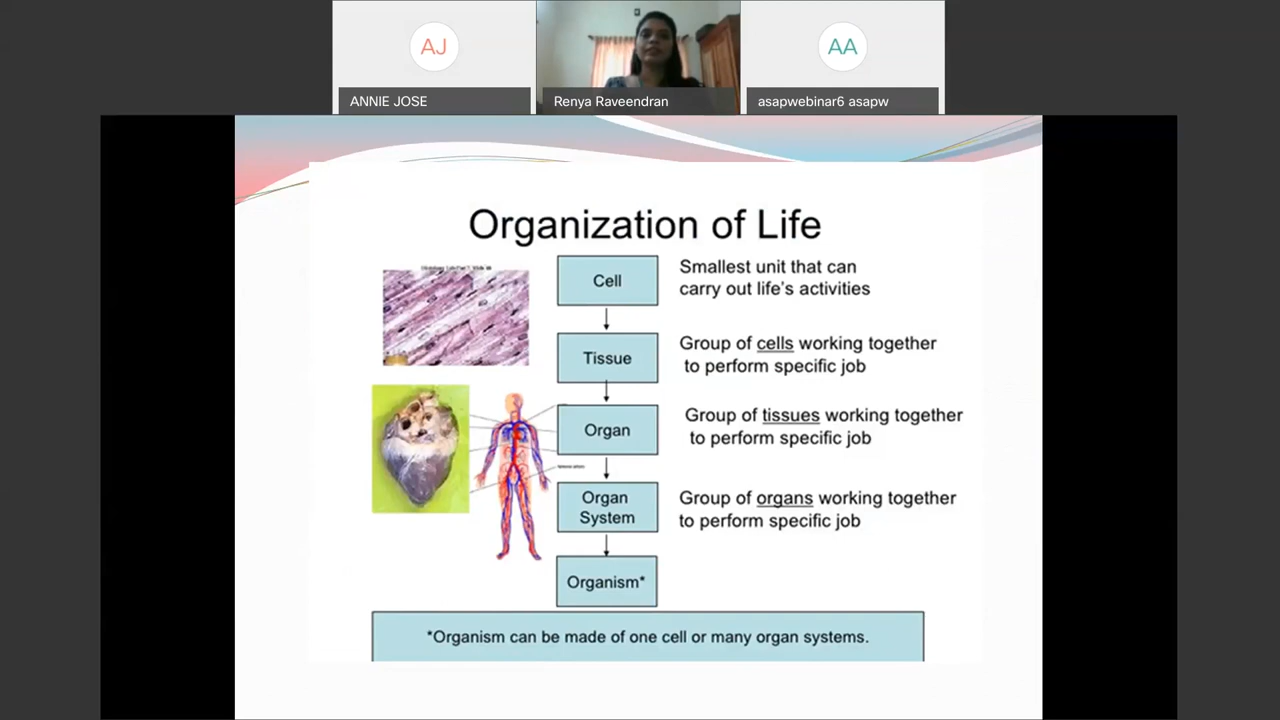 AJ
AA
ANNIE JOSE
Renya Raveendran
asapwebinar6 asapw
Organization of Life
Cell
Smallest unit that can
carry out life's activities
Tissue
Group of cells working together
to perform specific job
Organ
Group of tissues working together
to perform specific job
Organ
System
Group of organs working together
to perform specific job
Organism*
*Organism can be made of one cell or many organ systems.